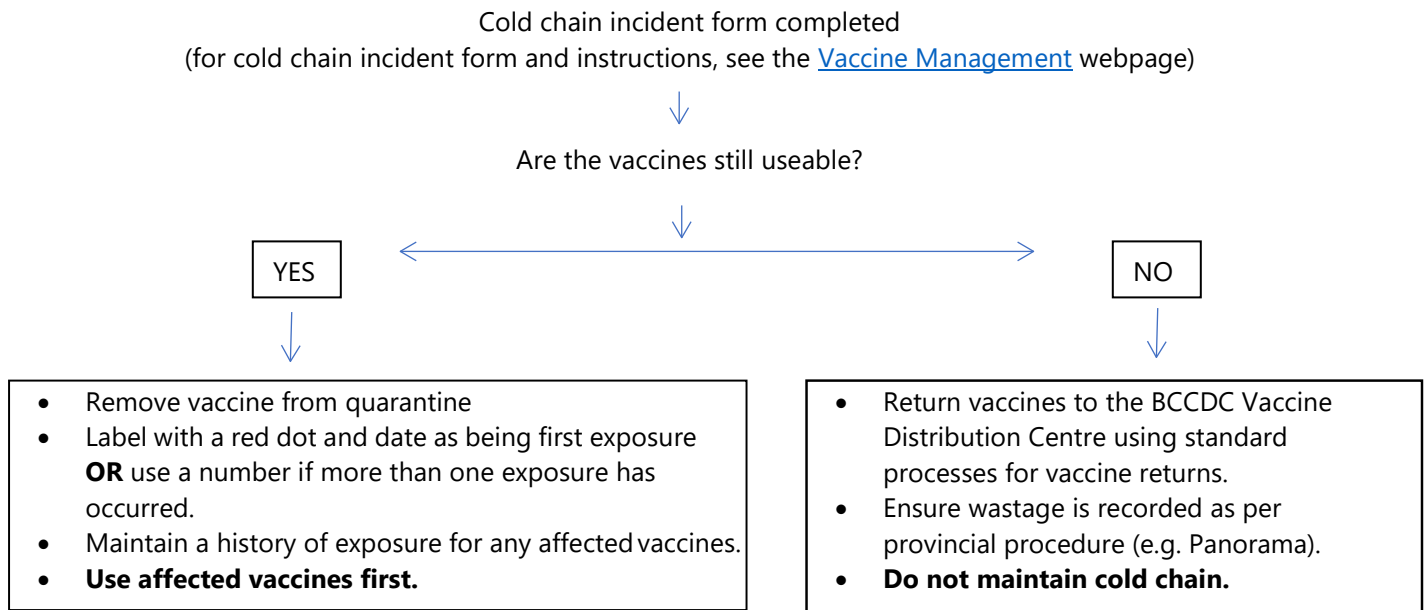 Cold chain incident form completed
(for cold chain incident form and instructions, see the Vaccine Management webpage)
Are the vaccines still useable?
YES
NO
• Remove vaccine from quarantine
• Label with a red dot and date as being first exposure
OR use a number if more than one exposure has
occurred.
• Maintain a history of exposure for any affected vaccines.
• Use affected vaccines first.
• Return vaccines to the BCCDC Vaccine
Distribution Centre using standard
processes for vaccine returns.
• Ensure wastage is recorded as per
provincial procedure (e.g. Panorama).
• Do not maintain cold chain.